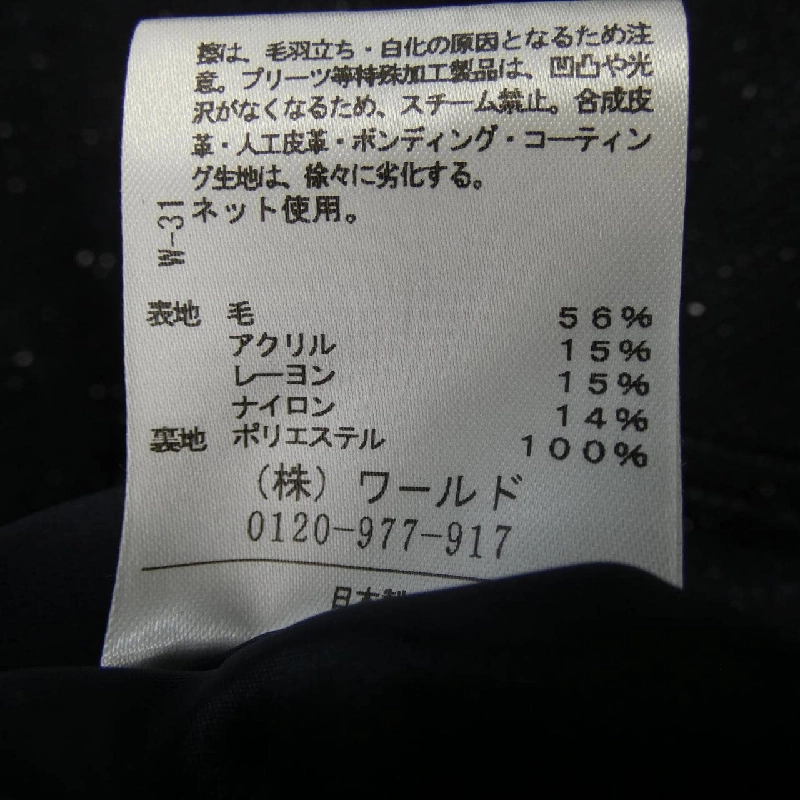 擦は、毛羽立ち・白化の原因となるため注
意。プリーツ等特殊加工製品は、凹凸や光
沢がなくなるため、スチーム禁止。合成皮
革・人工皮革・ボンディング・コーティン
グ生地は、徐々に劣化する。
ネット使用。
W-31
表地 毛 56%
アクリル 15%
レーヨン 15%
ナイロン 14%
裏地 ポリエステル 100%
(株) ワールド
0120-977-917
日本製